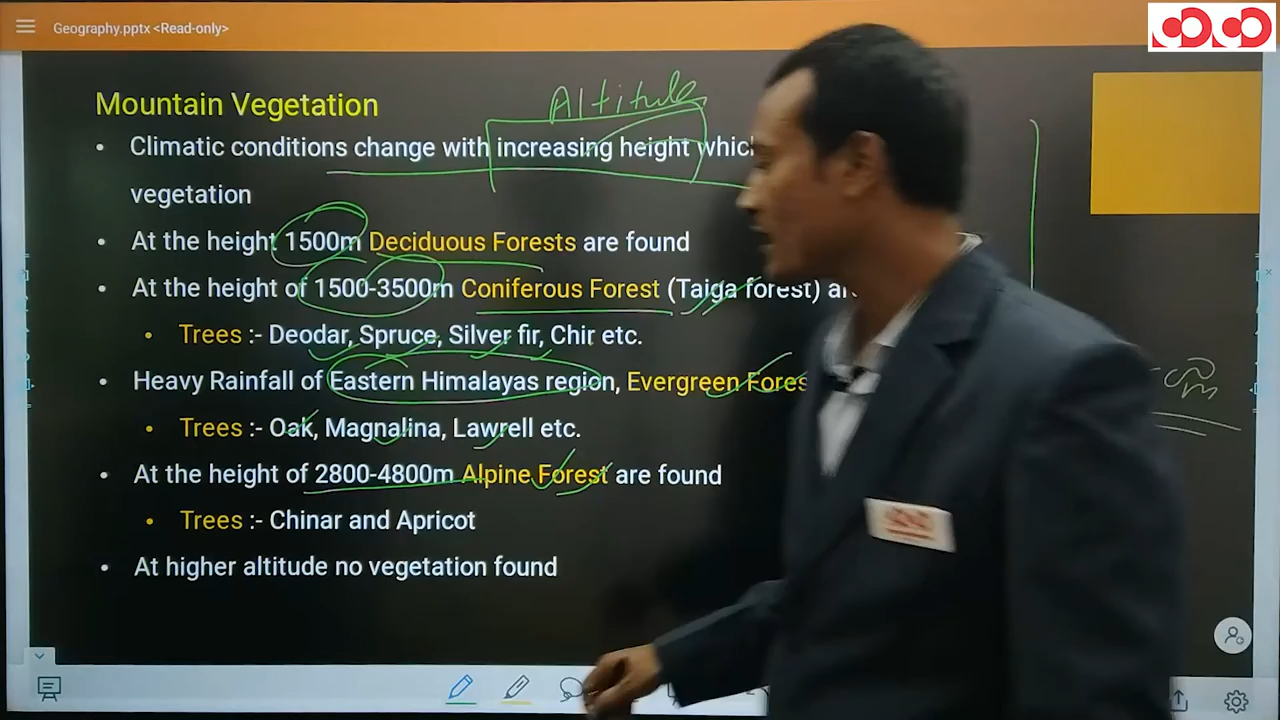 Geography.pptx <Read-only>
Altitude
Mountain Vegetation
• Climatic conditions change with increasing height which
vegetation
• At the height 1500m Deciduous Forests are found
• At the height of 1500-3500m Coniferous Forest (Taiga forest)
• Trees :- Deodar, Spruce, Silver fir, Chir etc.
• Heavy Rainfall of Eastern Himalayas region, Evergreen Fores
cm
• Trees :- Oak, Magnalina, Lawrell etc.
• At the height of 2800-4800m Alpine Forest are found
• Trees :- Chinar and Apricot
• At higher altitude no vegetation found